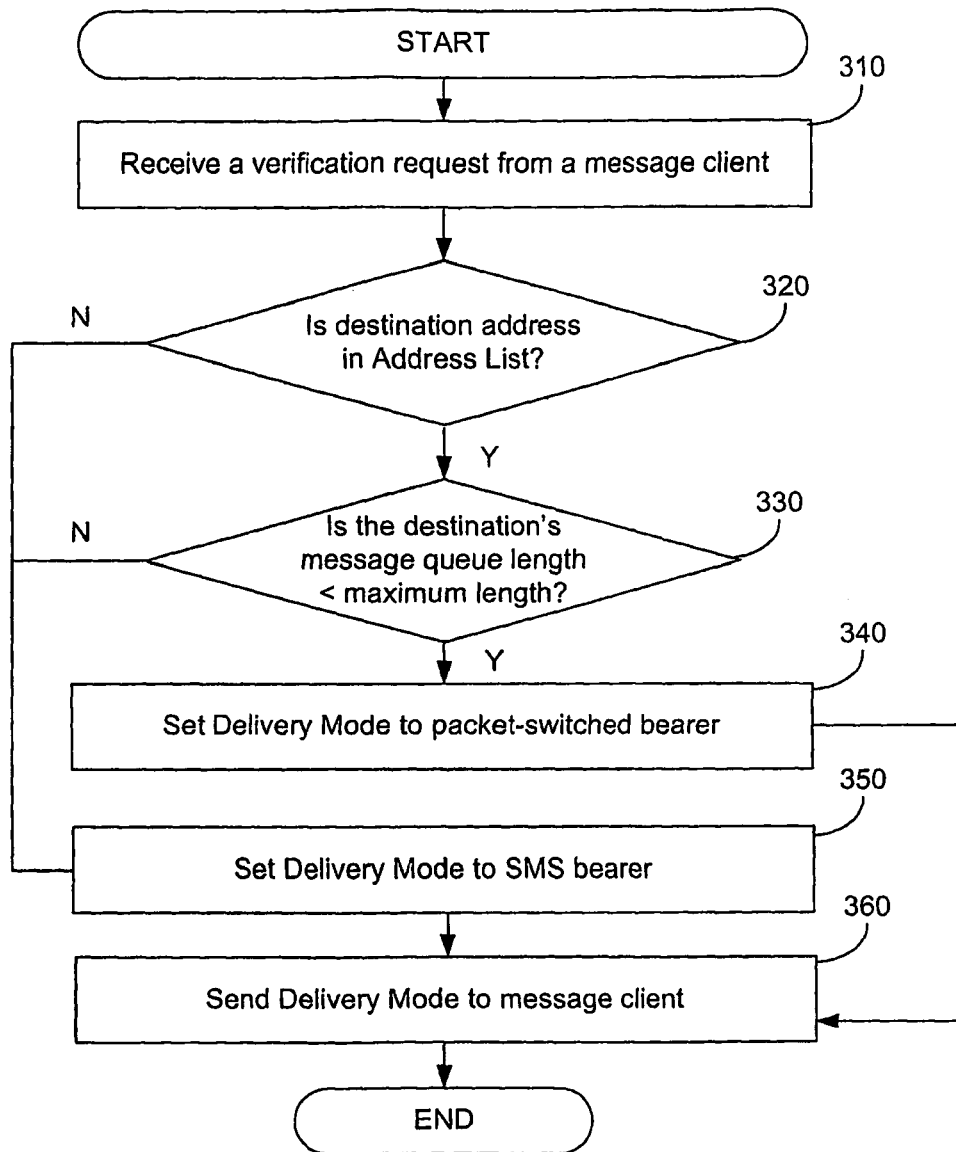 START
310
Receive a verification request from a message client
320
N
Is destination address
in Address List?
Y
330
N
Is the destination's
message queue length
< maximum length?
Y
340
Set Delivery Mode to packet-switched bearer
350
Set Delivery Mode to SMS bearer
360
Send Delivery Mode to message client
END